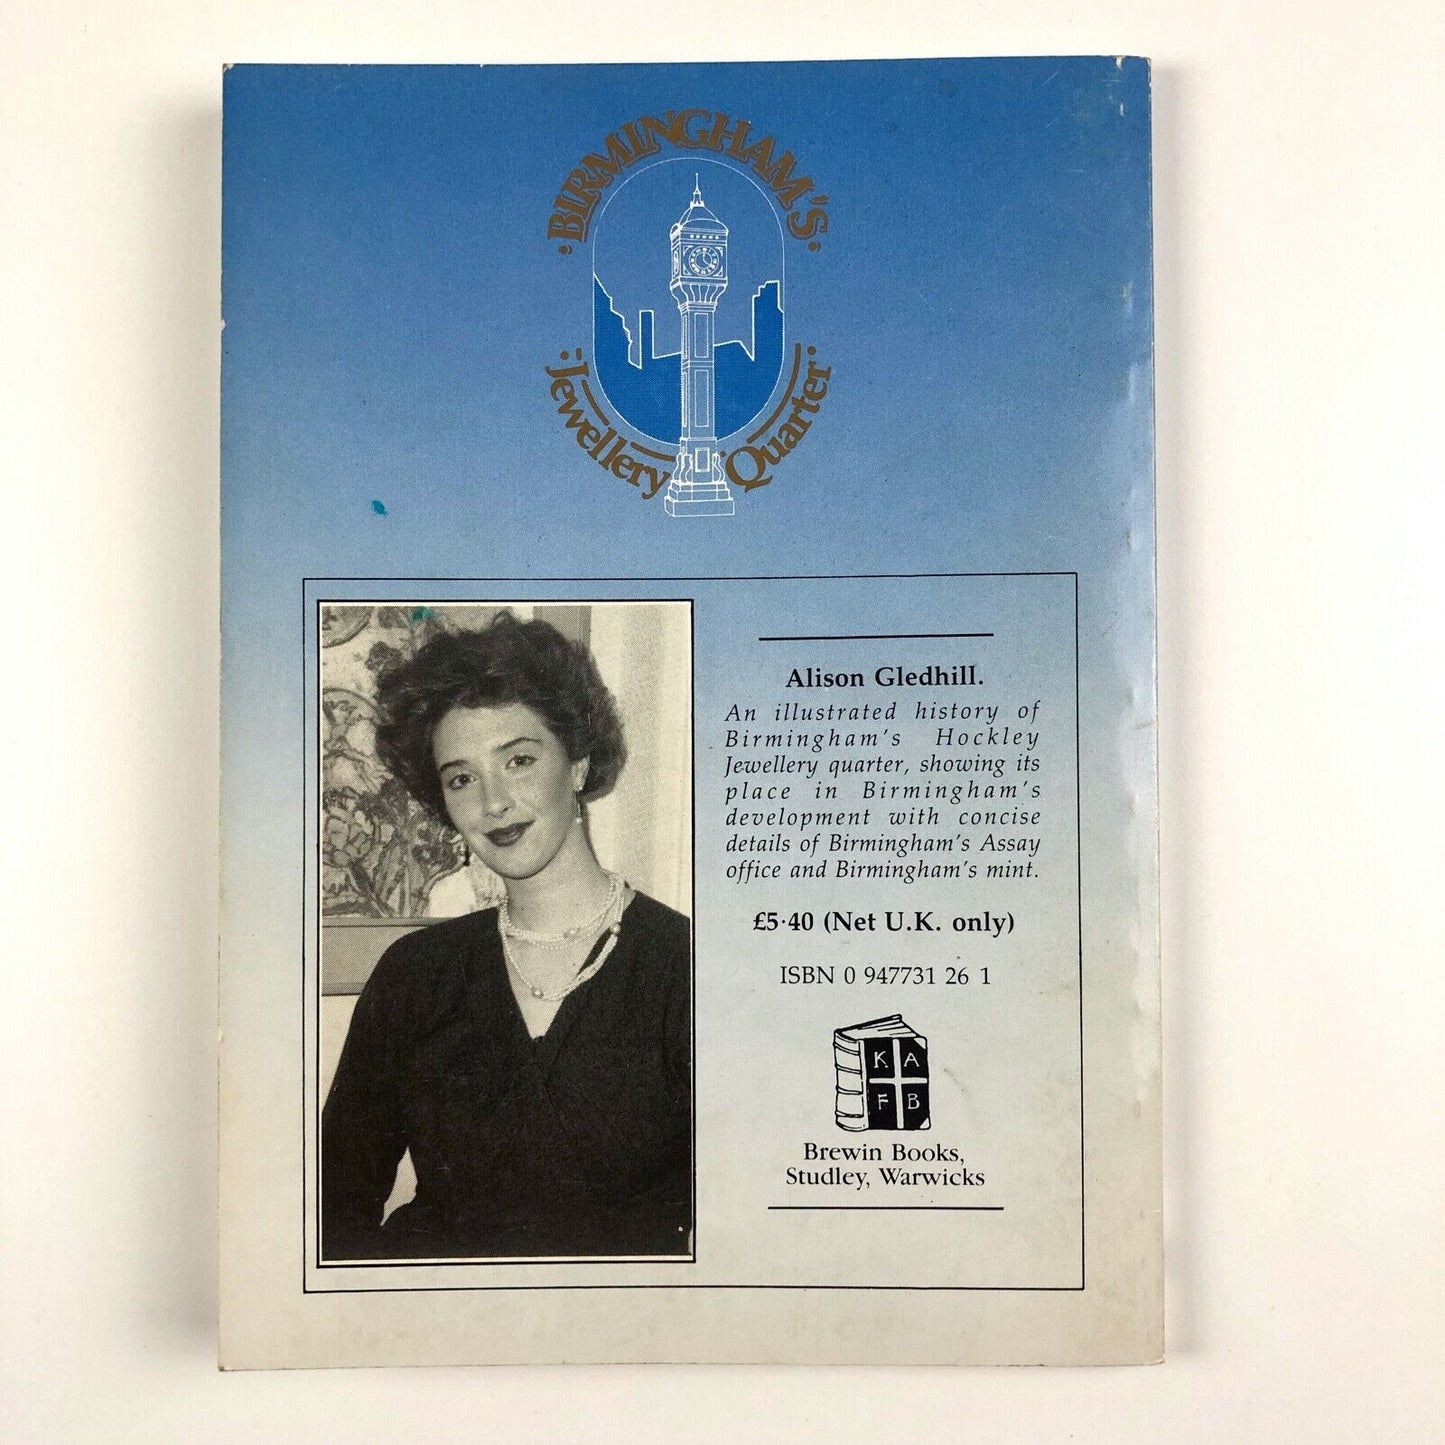 ·BIRMINGHAM'S·
Jewellery Quarter
Alison Gledhill.
An illustrated history of
Birmingham's Hockley
Jewellery quarter, showing its
place in Birmingham's
development with concise
details of Birmingham's Assay
office and Birmingham's mint.
£5·40 (Net U.K. only)
ISBN 0 947731 26 1
K A
F B
Brewin Books,
Studley, Warwicks